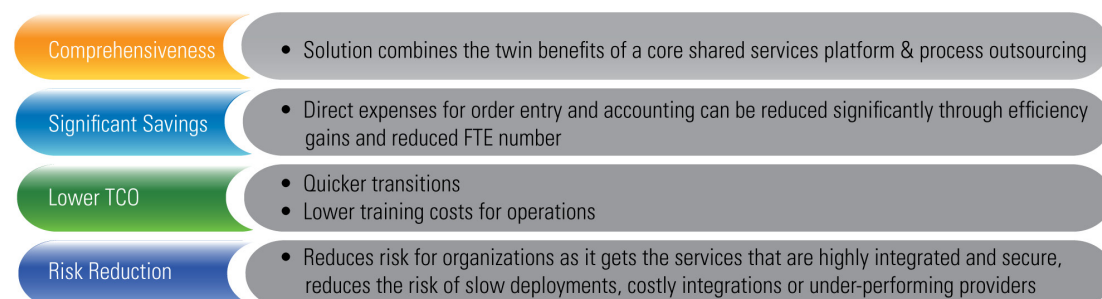 Comprehensiveness
• Solution combines the twin benefits of a core shared services platform & process outsourcing
Significant Savings
• Direct expenses for order entry and accounting can be reduced significantly through efficiency
gains and reduced FTE number
Lower TCO
• Quicker transitions
• Lower training costs for operations
Risk Reduction
• Reduces risk for organizations as it gets the services that are highly integrated and secure,
reduces the risk of slow deployments, costly integrations or under-performing providers